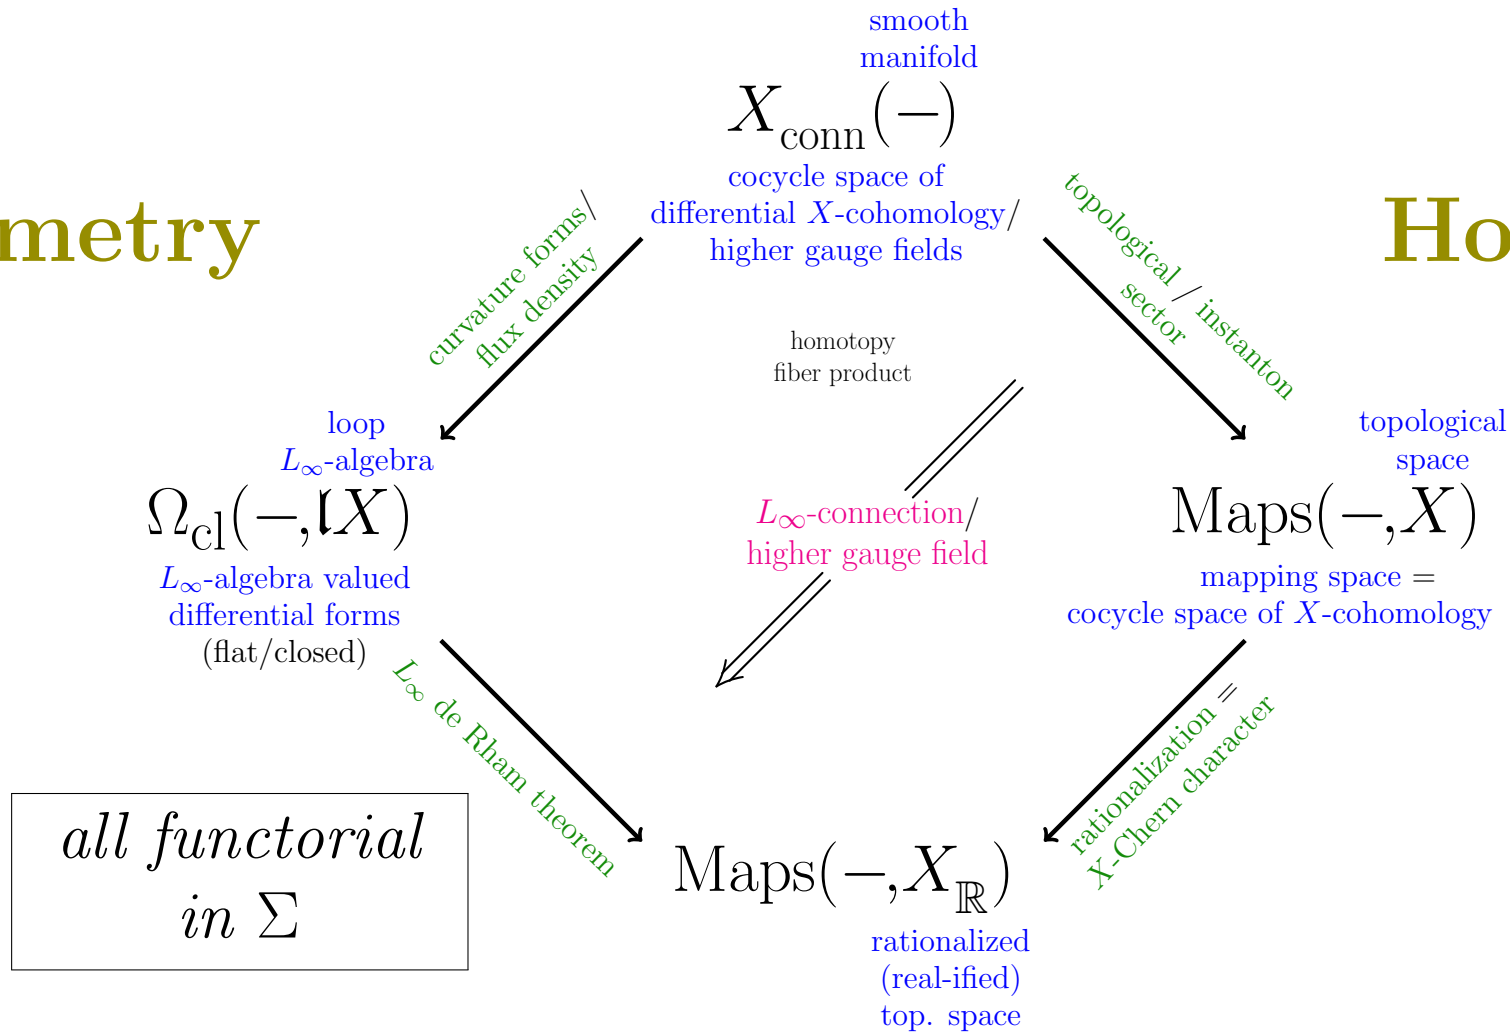 smooth
manifold
X_conn(−)
cocycle space of
differential X-cohomology/
higher gauge fields
metry
Ho
curvature forms/
flux density
topological / instanton
sector
homotopy
fiber product
loop
L∞-algebra
Ω_cl(−,𝔩X)
L∞-algebra valued
differential forms
(flat/closed)
L∞-connection/
higher gauge field
topological
space
Maps(−,X)
mapping space =
cocycle space of X-cohomology
L∞ de Rham theorem
rationalization =
X-Chern character
all functorial
in Σ
Maps(−,X_ℝ)
rationalized
(real-ified)
top. space